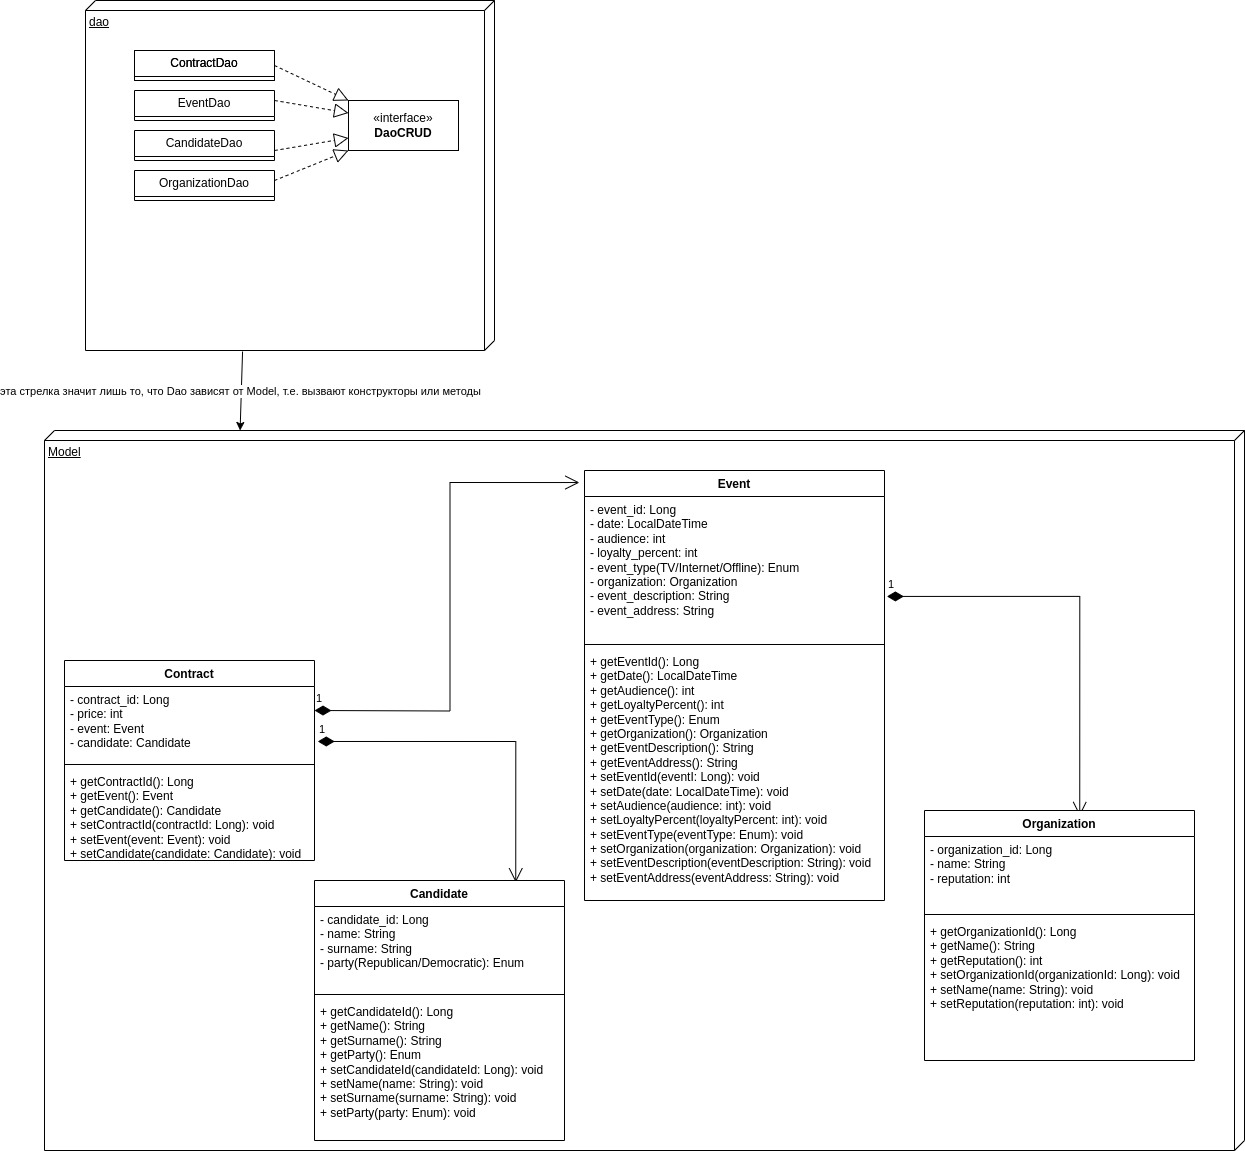 dao
ContractDao
EventDao
CandidateDao
OrganizationDao
«interface»
DaoCRUD
эта стрелка значит лишь то, что Dao зависят от Model, т.е. вызвают конструкторы или методы
Model
Event
- event_id: Long
- date: LocalDateTime
- audience: int
- loyalty_percent: int
- event_type(TV/Internet/Offline): Enum
- organization: Organization
- event_description: String
- event_address: String
+ getEventId(): Long
+ getDate(): LocalDateTime
+ getAudience(): int
+ getLoyaltyPercent(): int
+ getEventType(): Enum
+ getOrganization(): Organization
+ getEventDescription(): String
+ getEventAddress(): String
+ setEventId(eventI: Long): void
+ setDate(date: LocalDateTime): void
+ setAudience(audience: int): void
+ setLoyaltyPercent(loyaltyPercent: int): void
+ setEventType(eventType: Enum): void
+ setOrganization(organization: Organization): void
+ setEventDescription(eventDescription: String): void
+ setEventAddress(eventAddress: String): void
1
Contract
- contract_id: Long
- price: int
- event: Event
- candidate: Candidate
+ getContractId(): Long
+ getEvent(): Event
+ getCandidate(): Candidate
+ setContractId(contractId: Long): void
+ setEvent(event: Event): void
+ setCandidate(candidate: Candidate): void
1
1
Candidate
- candidate_id: Long
- name: String
- surname: String
- party(Republican/Democratic): Enum
+ getCandidateId(): Long
+ getName(): String
+ getSurname(): String
+ getParty(): Enum
+ setCandidateId(candidateId: Long): void
+ setName(name: String): void
+ setSurname(surname: String): void
+ setParty(party: Enum): void
Organization
- organization_id: Long
- name: String
- reputation: int
+ getOrganizationId(): Long
+ getName(): String
+ getReputation(): int
+ setOrganizationId(organizationId: Long): void
+ setName(name: String): void
+ setReputation(reputation: int): void